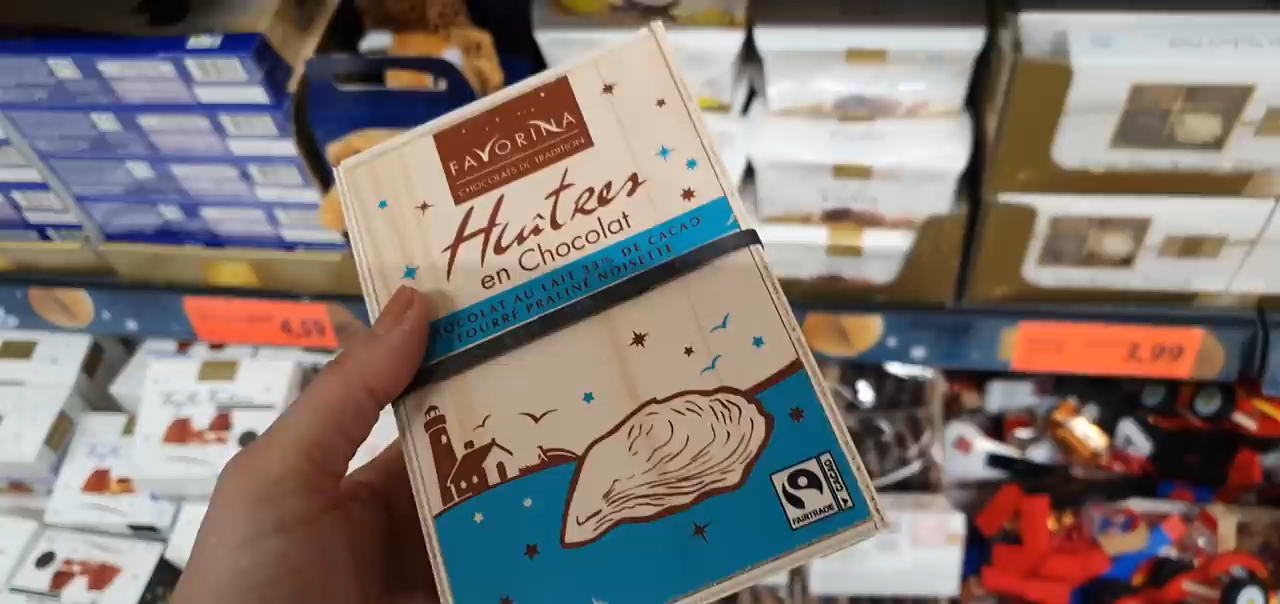 FAVORINA
CHOCOLATS DE TRADITION
Huîtres
en Chocolat
CHOCOLAT AU LAIT 33% DE CACAO
FOURRÉ PRALINÉ NOISETTE
FAIRTRADE
CACAO
4.59
3.99